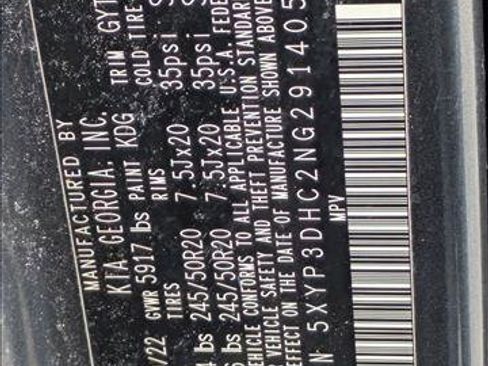 MANUFACTURED BY
KIA GEORGIA, INC.
/22 GVWR 5917 lbs PAINT KDG TRIM GYT
TIRES RIMS COLD TIRE
lbs 245/50R20 7.5Jx20 35psi
lbs 245/50R20 7.5Jx20 35psi
VEHICLE CONFORMS TO ALL APPLICABLE U.S.A. FEDE
VEHICLE SAFETY AND THEFT PREVENTION STANDAR
EFFECT ON THE DATE OF MANUFACTURE SHOWN ABOVE
N: 5XYP3DHC2NG291405
MPV